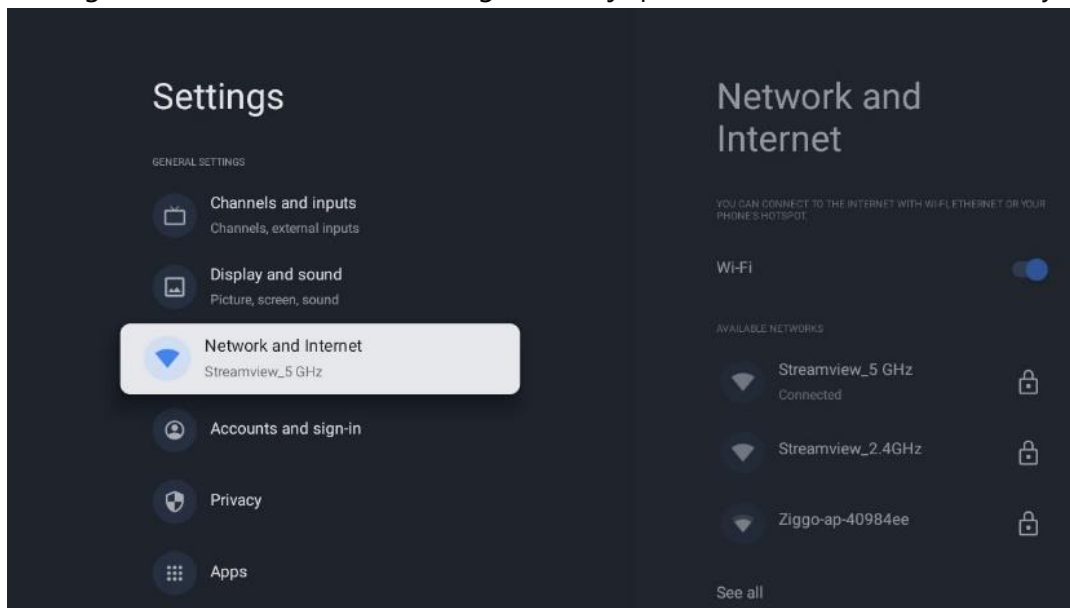 Settings
GENERAL SETTINGS
Channels and inputs
Channels, external inputs
Display and sound
Picture, screen, sound
Network and Internet
Streamview_5 GHz
Accounts and sign-in
Privacy
Apps
Network and
Internet
YOU CAN CONNECT TO THE INTERNET WITH WI-FI, ETHERNET OR YOUR
PHONE'S HOTSPOT.
Wi-Fi
AVAILABLE NETWORKS
Streamview_5 GHz
Connected
Streamview_2.4GHz
Ziggo-ap-40984ee
See all